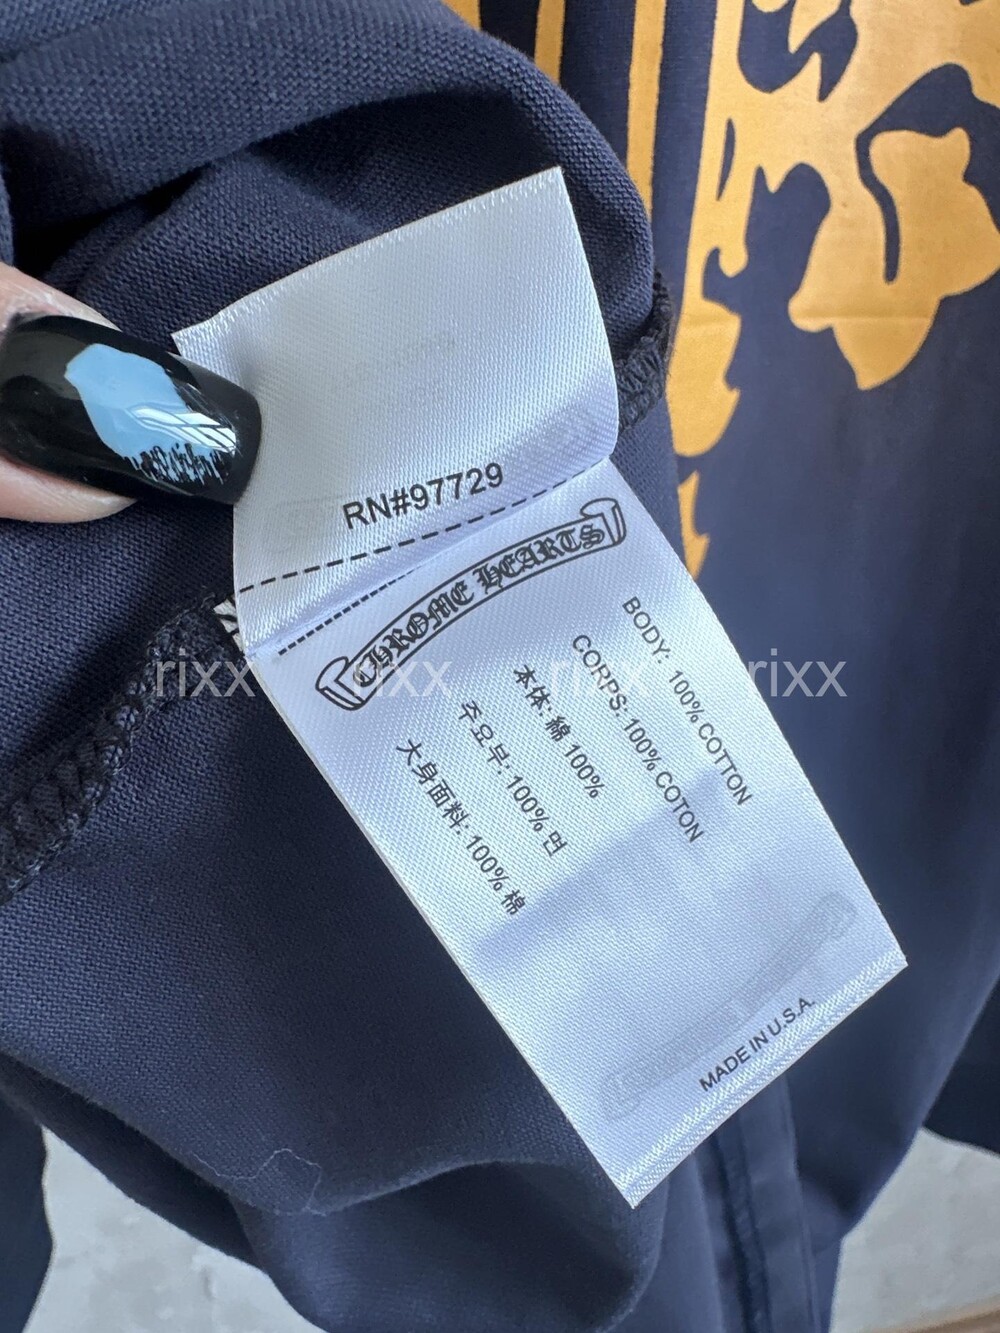 RN#97729
CHROME HEARTS
BODY: 100% COTTON
CORPS: 100% COTON
本体: 綿 100%
주요부: 100% 면
大身面料: 100% 棉
MADE IN U.S.A.
rixx rixx rixx rixx